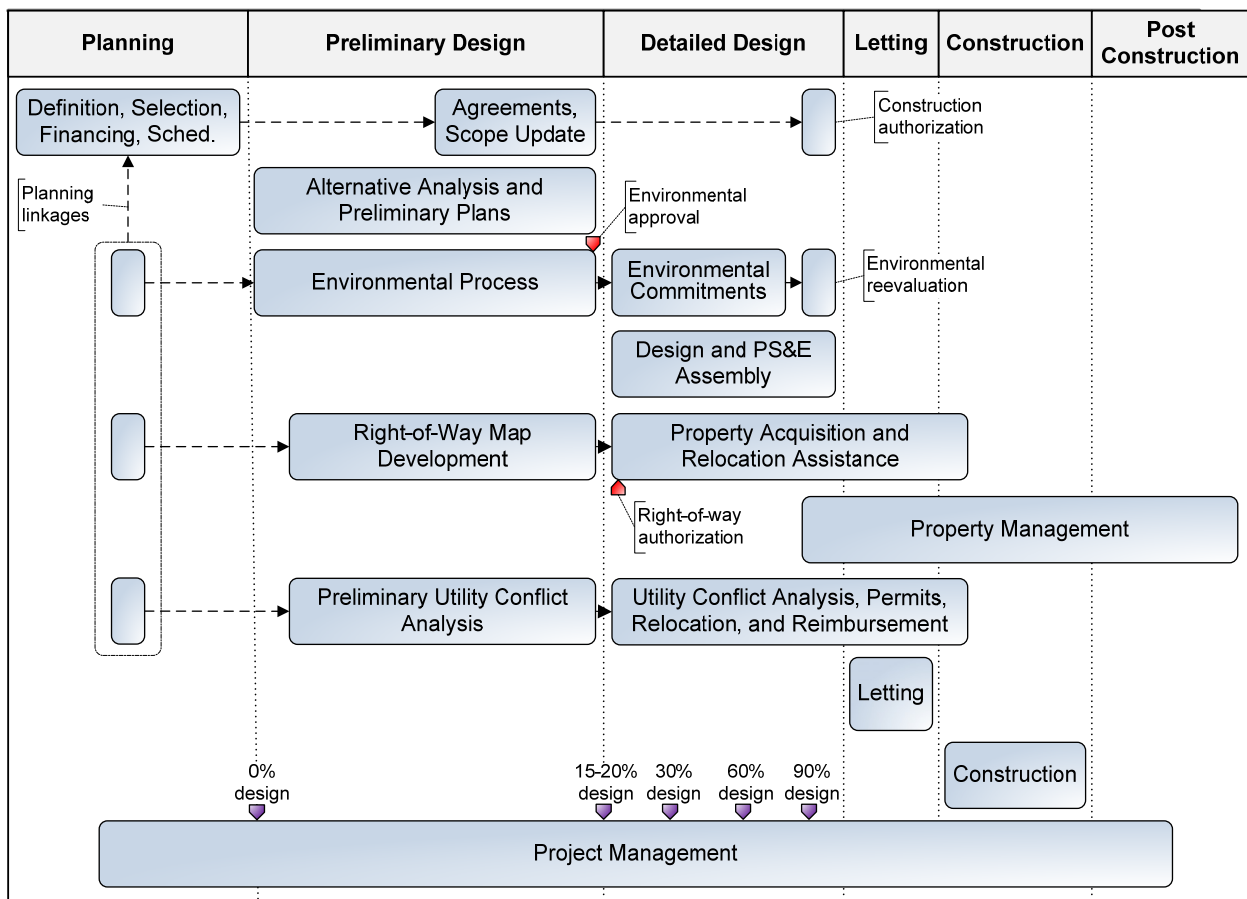 Planning
Preliminary Design
Detailed Design
Letting
Construction
Post
Construction
Definition, Selection,
Financing, Sched.
Agreements,
Scope Update
Construction
authorization
Planning
linkages
Alternative Analysis and
Preliminary Plans
Environmental
approval
Environmental Process
Environmental
Commitments
Environmental
reevaluation
Design and PS&E
Assembly
Right-of-Way Map
Development
Property Acquisition and
Relocation Assistance
Right-of-way
authorization
Property Management
Preliminary Utility Conflict
Analysis
Utility Conflict Analysis, Permits,
Relocation, and Reimbursement
Letting
Construction
0%
design
15-20%
design
30%
design
60%
design
90%
design
Project Management